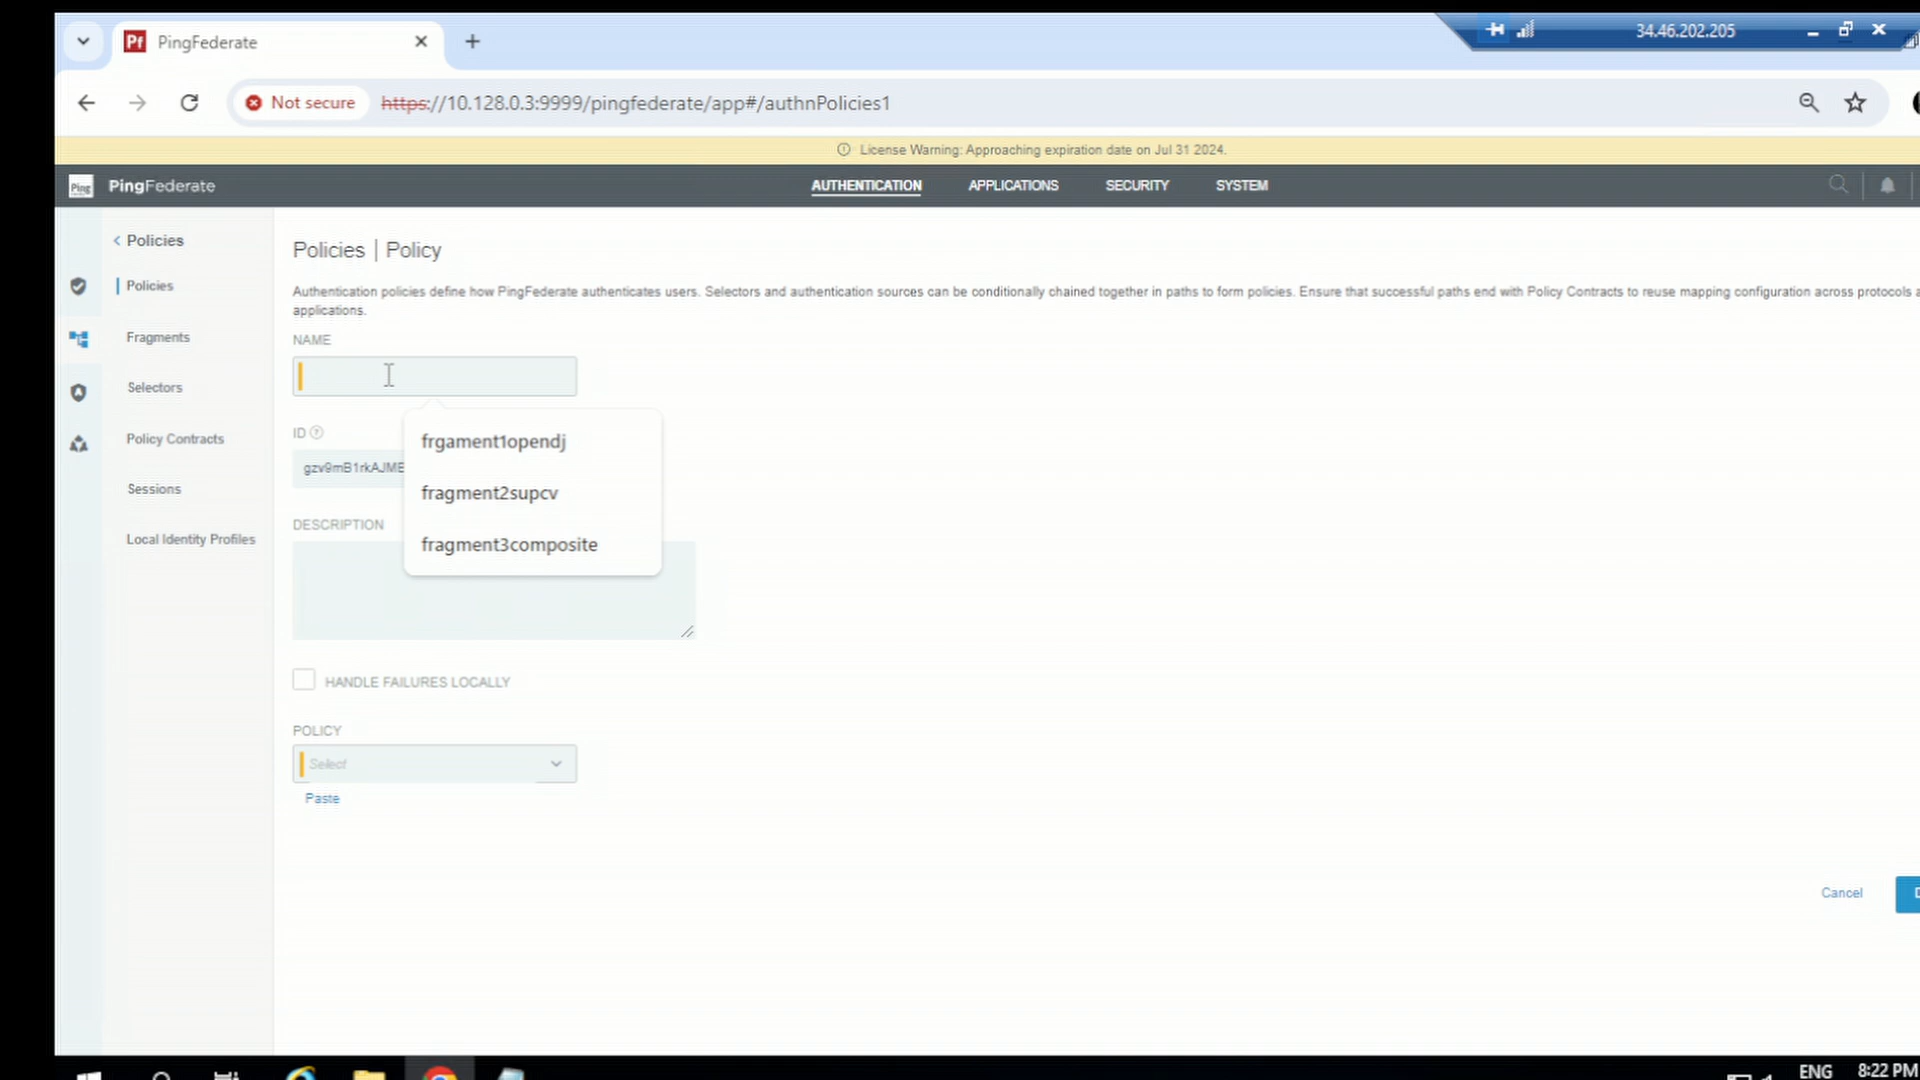 PingFederate
34.46.202.205
Not secure
https://10.128.0.3:9999/pingfederate/app#/authnPolicies1
License Warning: Approaching expiration date on Jul 31 2024.
Ping
PingFederate
AUTHENTICATION
APPLICATIONS
SECURITY
SYSTEM
Policies
Policies
Fragments
Selectors
Policy Contracts
Sessions
Local Identity Profiles
Policies | Policy
Authentication policies define how PingFederate authenticates users. Selectors and authentication sources can be conditionally chained together in paths to form policies. Ensure that successful paths end with Policy Contracts to reuse mapping configuration across protocols a
applications.
NAME
frgament1opendj
fragment2supcv
fragment3composite
ID
gzv9mB1rkAJME
DESCRIPTION
HANDLE FAILURES LOCALLY
POLICY
Select
Paste
Cancel
ENG
8:22 PM